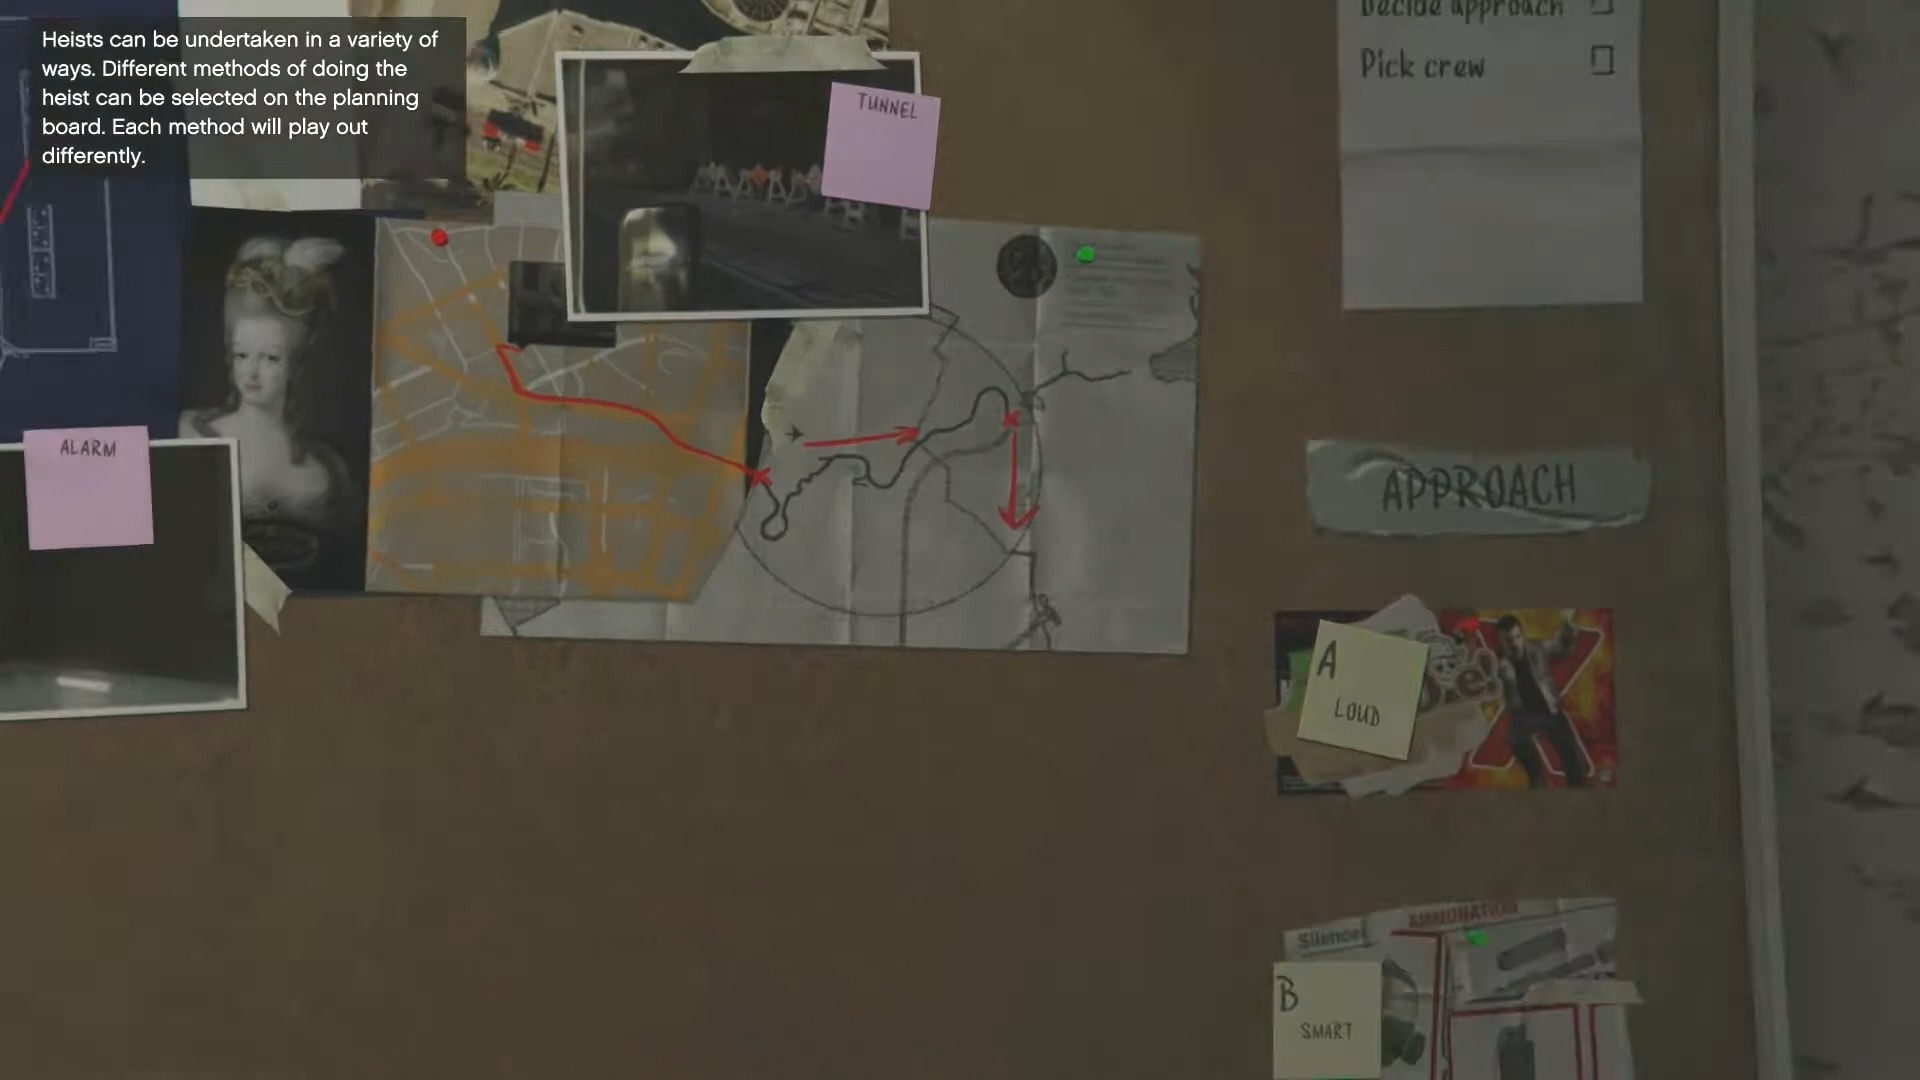 Heists can be undertaken in a variety of
ways. Different methods of doing the
heist can be selected on the planning
board. Each method will play out
differently.
TUNNEL
ALARM
Decide approach
Pick crew
APPROACH
A
LOUD
AMMUNATION
B
SMART